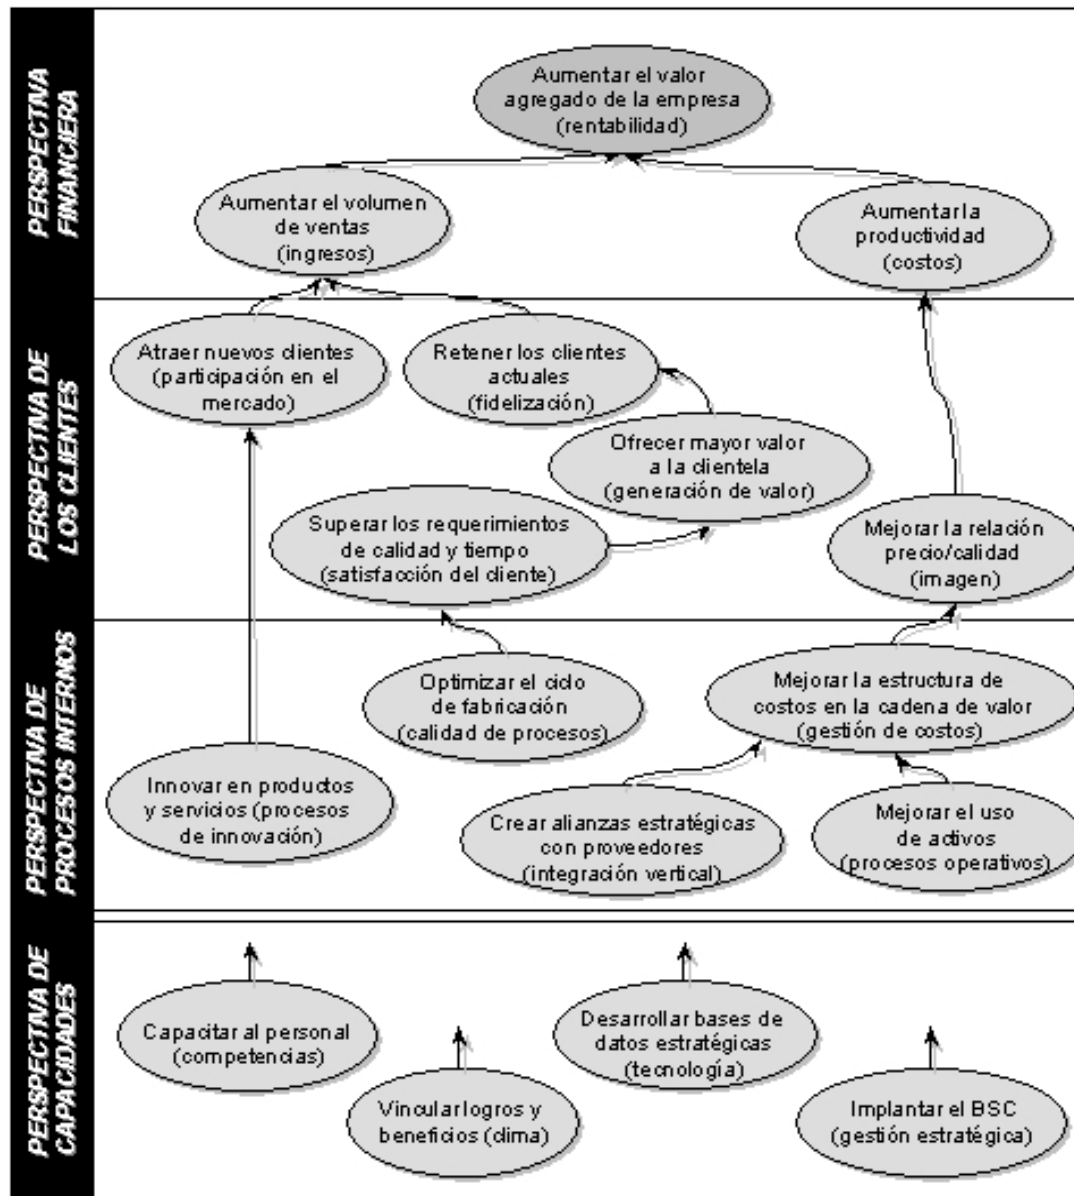 PERSPECTIVA
FINANCIERA
Aumentar el valor
agregado de la empresa
(rentabilidad)
Aumentar el volumen
de ventas
(ingresos)
Aumentar la
productividad
(costos)
PERSPECTIVA DE
LOS CLIENTES
Atraer nuevos clientes
(participación en el
mercado)
Retener los clientes
actuales
(fidelización)
Ofrecer mayor valor
a la clientela
(generación de valor)
Superar los requerimientos
de calidad y tiempo
(satisfacción del cliente)
Mejorar la relación
precio/calidad
(imagen)
PERSPECTIVA DE
PROCESOS INTERNOS
Optimizar el ciclo
de fabricación
(calidad de procesos)
Mejorar la estructura de
costos en la cadena de valor
(gestión de costos)
Innovar en productos
y servicios (procesos
de innovación)
Crear alianzas estratégicas
con proveedores
(integración vertical)
Mejorar el uso
de activos
(procesos operativos)
PERSPECTIVA DE
CAPACIDADES
Capacitar al personal
(competencias)
Desarrollar bases de
datos estratégicas
(tecnología)
Vincular logros y
beneficios (clima)
Implantar el BSC
(gestión estratégica)